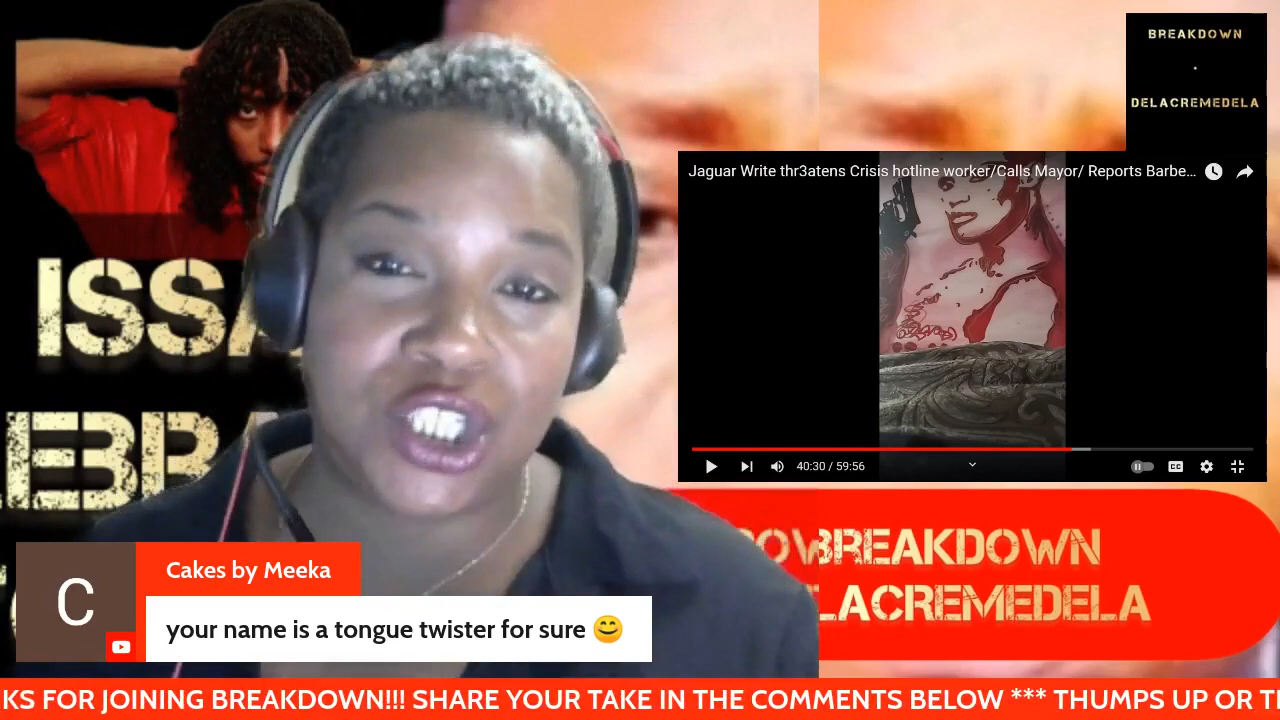 BREAKDOWN
.
DELACREMEDELA
Jaguar Write thr3atens Crisis hotline worker/Calls Mayor/ Reports Barbe...
ISSA
EBRA
40:30 / 59:56
CC
BREAKDOWN
LACREMEDELA
C
Cakes by Meeka
your name is a tongue twister for sure 😊
KS FOR JOINING BREAKDOWN!!! SHARE YOUR TAKE IN THE COMMENTS BELOW *** THUMPS UP OR T